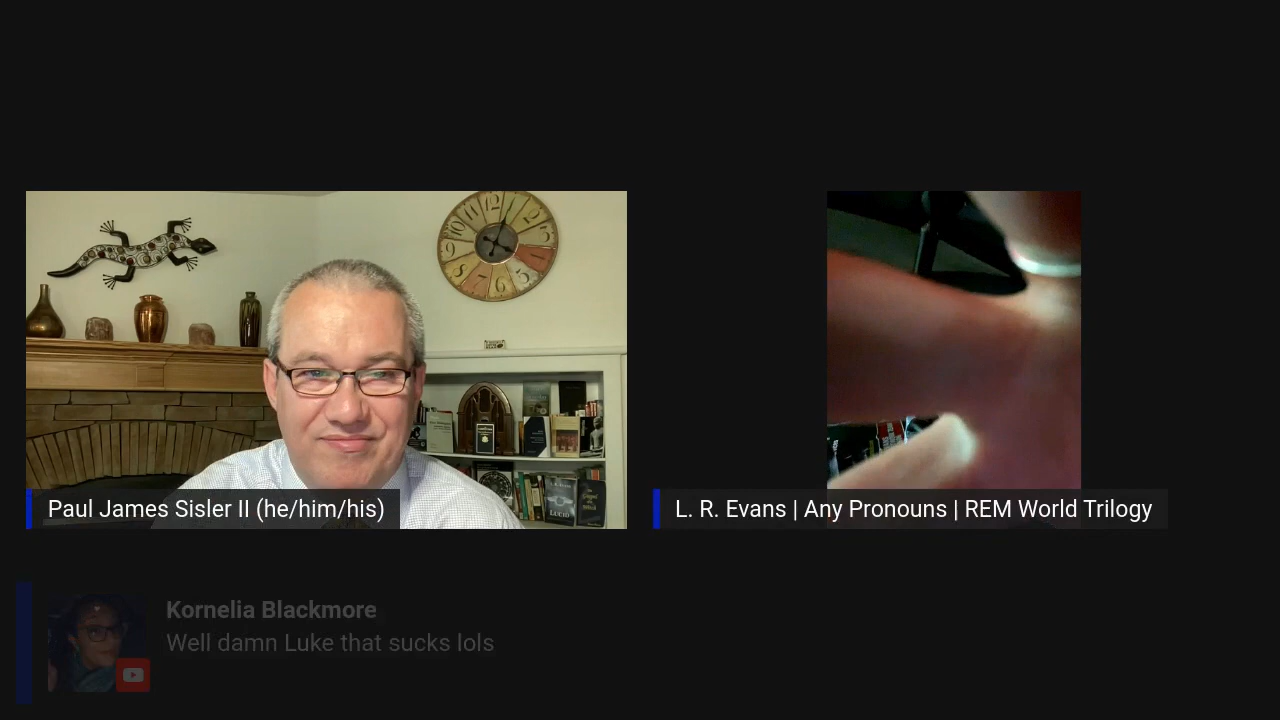 Paul James Sisler II (he/him/his)
L. R. Evans | Any Pronouns | REM World Trilogy
Kornelia Blackmore
Well damn Luke that sucks lols